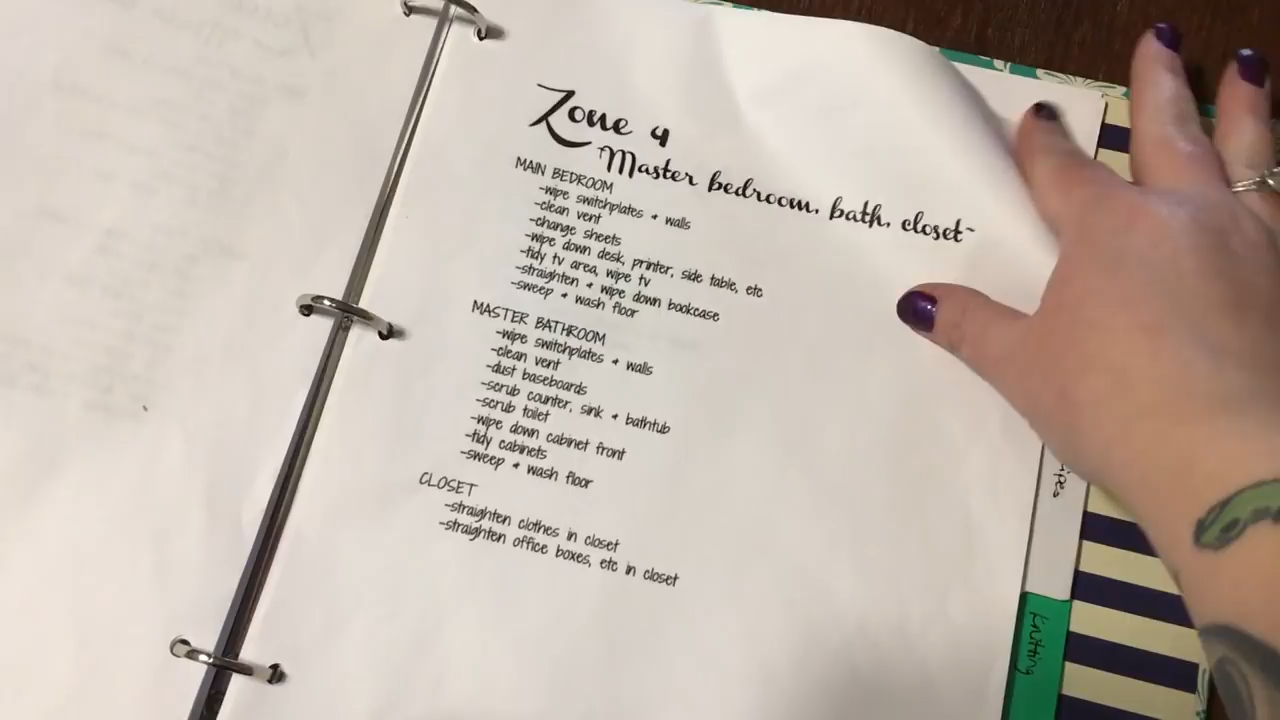 Zone 4
Master bedroom, bath, closet-
MAIN BEDROOM
-wipe switchplates + walls
-clean vent
-change sheets
-wipe down desk, printer, side table, etc
-tidy tv area, wipe tv
-straighten + wipe down bookcase
-sweep + wash floor
MASTER BATHROOM
-wipe switchplates + walls
-clean vent
-dust baseboards
-scrub counter, sink + bathtub
-scrub toilet
-wipe down cabinet front
-tidy cabinets
-sweep + wash floor
CLOSET
-straighten clothes in closet
-straighten office boxes, etc in closet
knitting